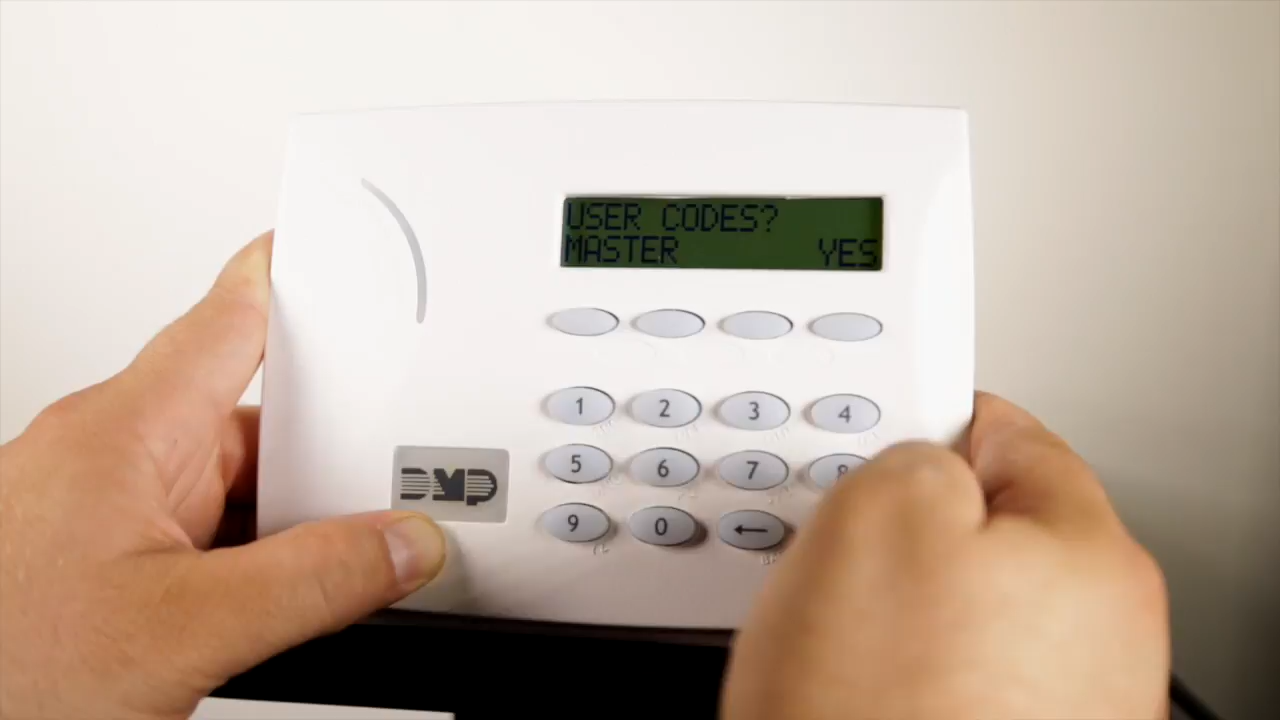 USER CODES?
MASTER YES
1 2 3 4
5 6 7 8
9 0 ←
DMP